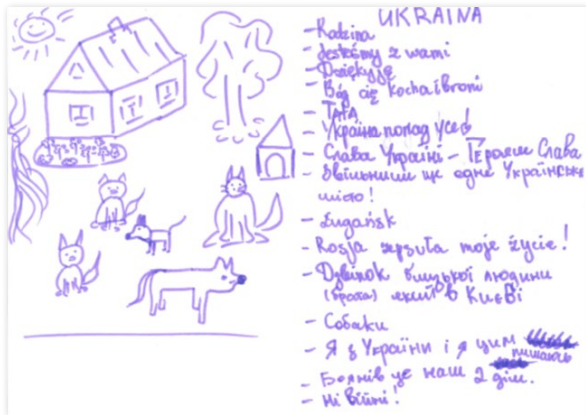 UKRAINA
- Rodzina
- Jesteśmy z wami
- Dziękuję
- Bóg cię kocha i broni
- Тата
- Україна понад усе!
- Слава Україні - Героям Слава
- Звільнили ще одне Українське
місто!
- Ługańsk
- Rosja zepsuła moje życie!
- Дзвінок близької людини
(брата) який в Києві
- Собаки
- Я з України і я цим
пишаюсь
- це наш 2 дім.
- Ні Війні!